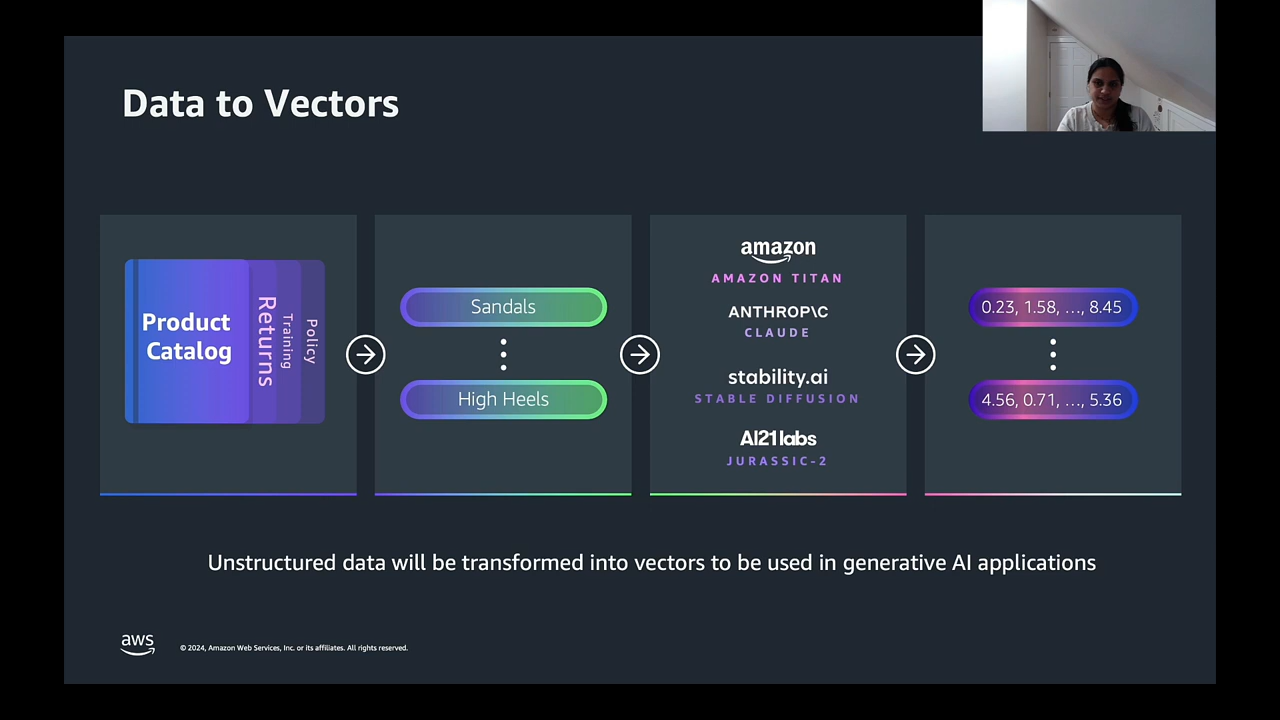 Data to Vectors
Product
Catalog
Returns
Training
Policy
Sandals
High Heels
amazon
AMAZON TITAN
ANTHROP\C
CLAUDE
stability.ai
STABLE DIFFUSION
AI21labs
JURASSIC-2
0.23, 1.58, ..., 8.45
4.56, 0.71, ..., 5.36
Unstructured data will be transformed into vectors to be used in generative AI applications
aws
© 2024, Amazon Web Services, Inc. or its affiliates. All rights reserved.